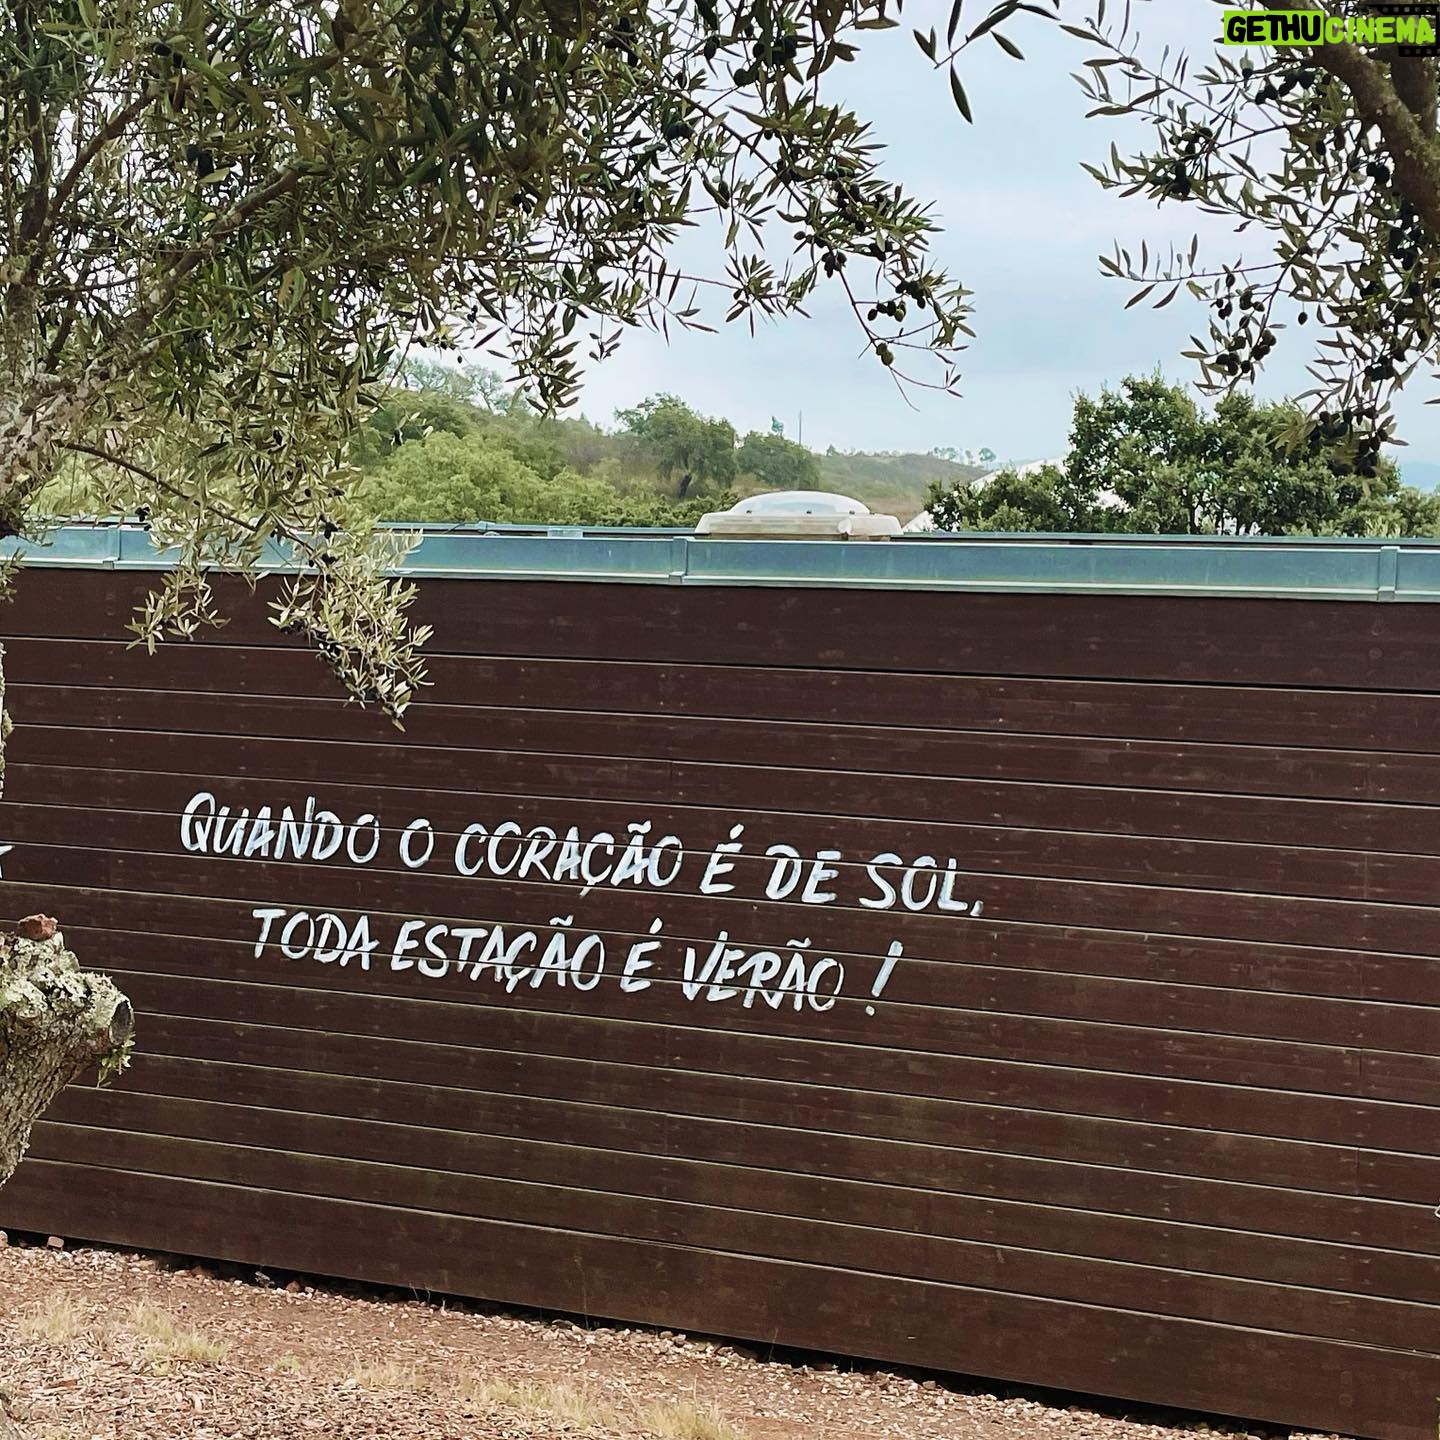 GETHUCINEMA
QUANDO O CORAÇÃO É DE SOL,
TODA ESTAÇÃO É VERÃO !